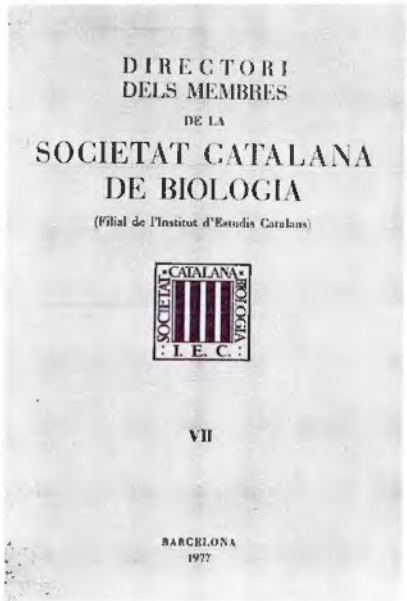 DIRECTORI
DELS MEMBRES
DE LA
SOCIETAT CATALANA
DE BIOLOGIA
(Filial de l'Institut d'Estudis Catalans)
SOCIETAT
·CATALANA·
BIOLOGIA
: I. E. C. :
VII
BARCELONA
1977